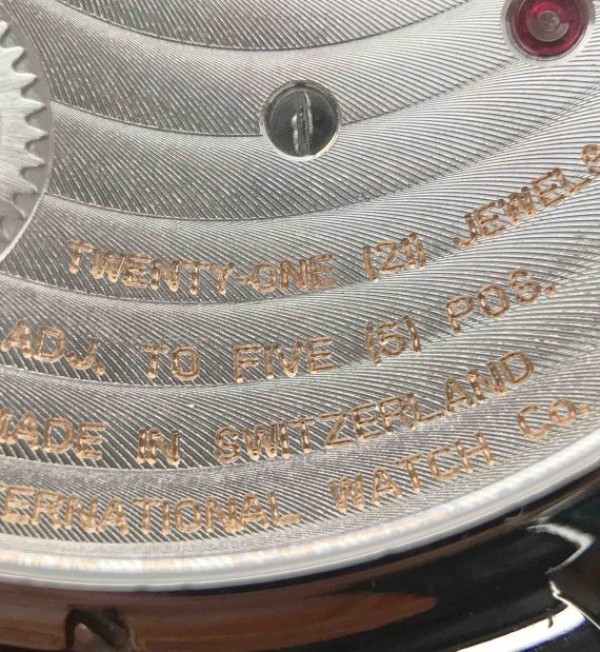 TWENTY-ONE (21) JEWELS
ADJ. TO FIVE (5) POS.
MADE IN SWITZERLAND
ERNATIONAL WATCH Co.